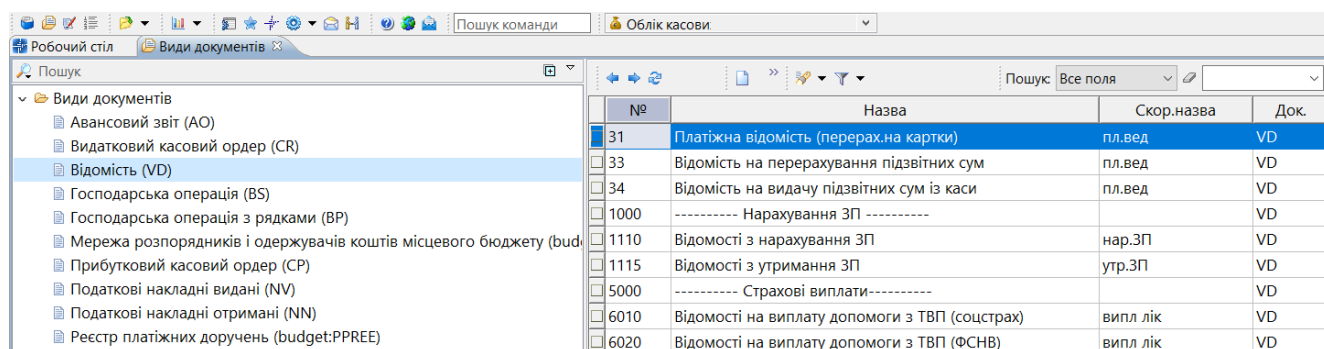 Пошук команди
Облік касови
Робочий стіл
Види документів
Пошук
Види документів
Авансовий звіт (AO)
Видатковий касовий ордер (CR)
Відомість (VD)
Господарська операція (BS)
Господарська операція з рядками (BP)
Мережа розпорядників і одержувачів коштів місцевого бюджету (bud
Прибутковий касовий ордер (CP)
Податкові накладні видані (NV)
Податкові накладні отримані (NN)
Реєстр платіжних доручень (budget:PPREE)
Пошук: Все поля
№ Назва Скор.назва Док.
31 Платіжна відомість (перерах.на картки) пл.вед VD
33 Відомість на перерахування підзвітних сум пл.вед VD
34 Відомість на видачу підзвітних сум із каси пл.вед VD
1000 ---------- Нарахування ЗП ---------- VD
1110 Відомості з нарахування ЗП нар.ЗП VD
1115 Відомості з утримання ЗП утр.ЗП VD
5000 ---------- Страхові виплати---------- VD
6010 Відомості на виплату допомоги з ТВП (соцстрах) випл лік VD
6020 Відомості на виплату допомоги з ТВП (ФСНВ) випл лік VD